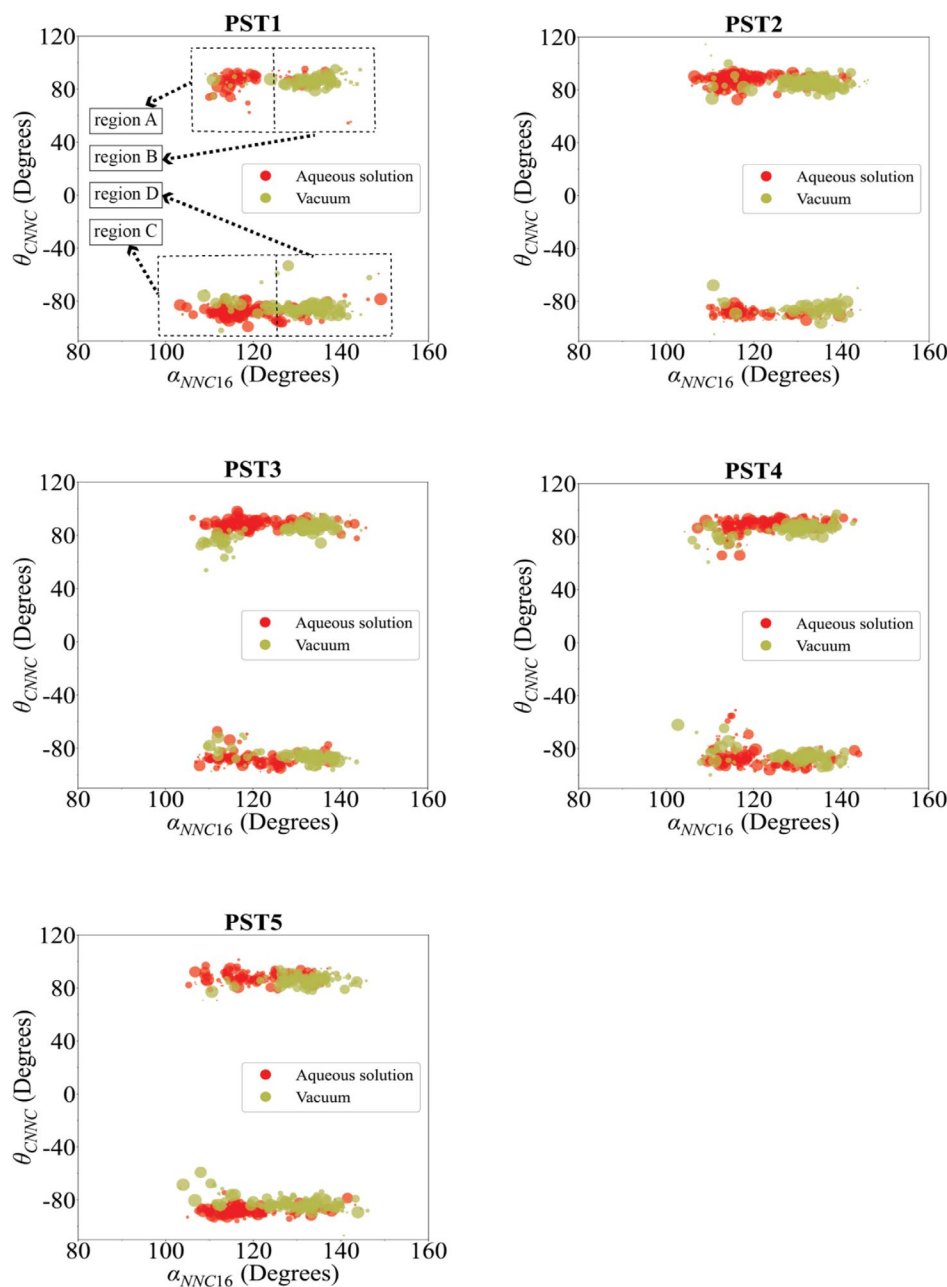 PST1
120
80
40
0
-40
-80
θCNNC (Degrees)
region A
region B
region D
region C
Aqueous solution
Vacuum
80 100 120 140 160
αNNC16 (Degrees)
PST2
120
80
40
0
-40
-80
θCNNC (Degrees)
Aqueous solution
Vacuum
80 100 120 140 160
αNNC16 (Degrees)
PST3
120
80
40
0
-40
-80
θCNNC (Degrees)
Aqueous solution
Vacuum
80 100 120 140 160
αNNC16 (Degrees)
PST4
120
80
40
0
-40
-80
θCNNC (Degrees)
Aqueous solution
Vacuum
80 100 120 140 160
αNNC16 (Degrees)
PST5
120
80
40
0
-40
-80
θCNNC (Degrees)
Aqueous solution
Vacuum
80 100 120 140 160
αNNC16 (Degrees)